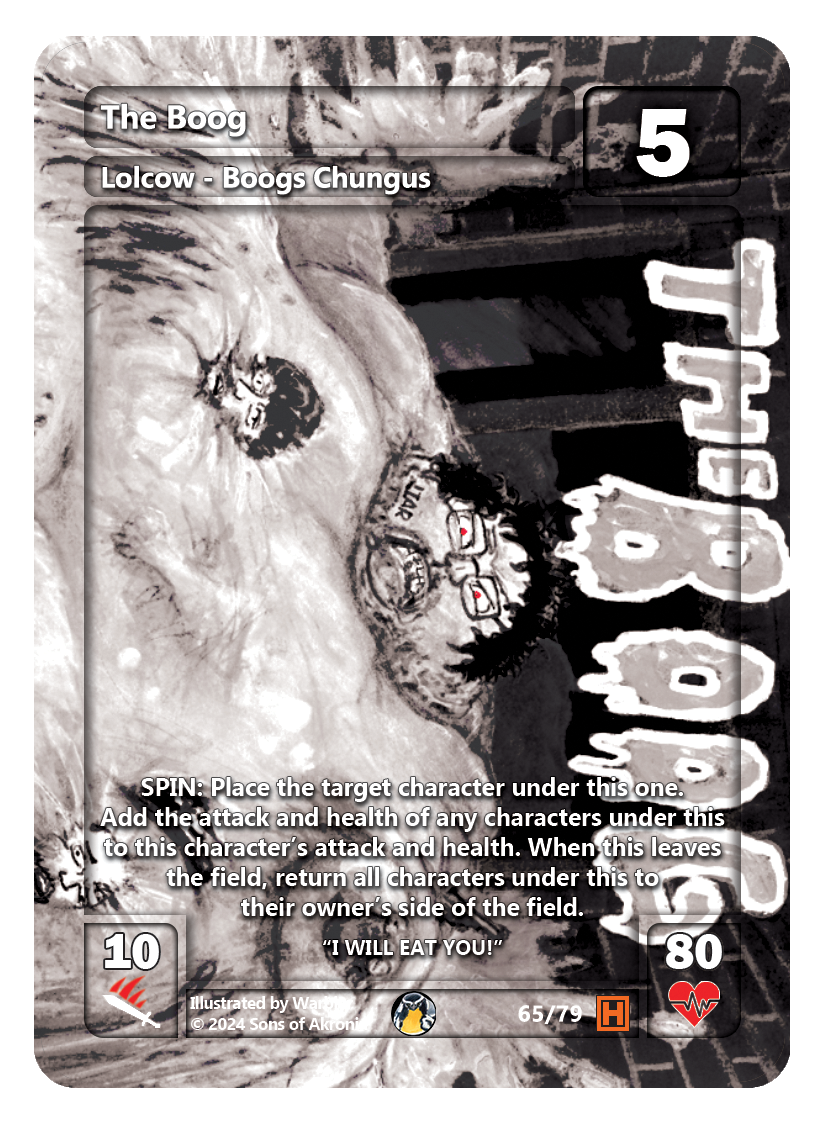 The Boog
5
Lolcow - Boogs Chungus
THE BOOG
LIAR
SPIN: Place the target character under this one.
Add the attack and health of any characters under this
to this character's attack and health. When this leaves
the field, return all characters under this to
their owner's side of the field.
10
"I WILL EAT YOU!"
80
Illustrated by
© 2024 Sons of
65/79
H